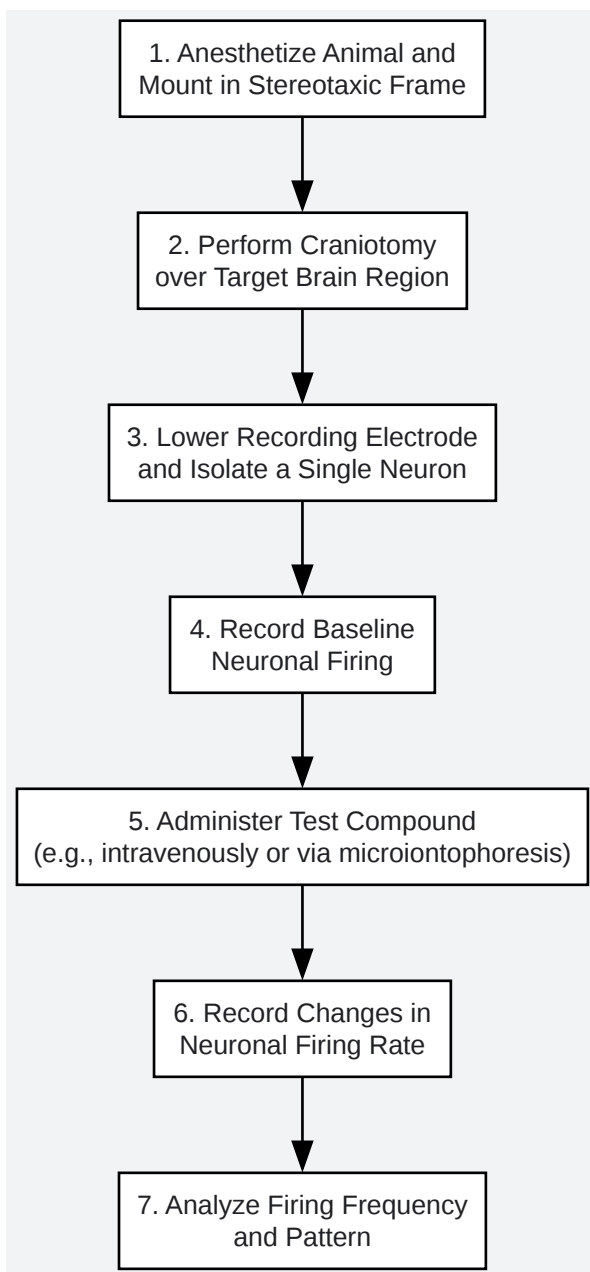 1. Anesthetize Animal and
Mount in Stereotaxic Frame
2. Perform Craniotomy
over Target Brain Region
3. Lower Recording Electrode
and Isolate a Single Neuron
4. Record Baseline
Neuronal Firing
5. Administer Test Compound
(e.g., intravenously or via microiontophoresis)
6. Record Changes in
Neuronal Firing Rate
7. Analyze Firing Frequency
and Pattern